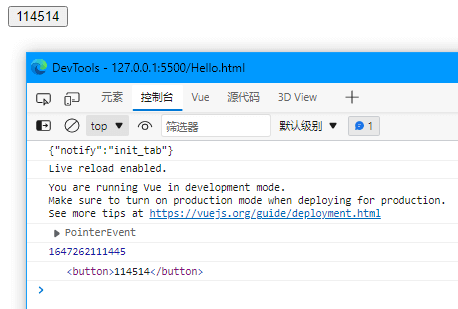 114514
DevTools - 127.0.0.1:5500/Hello.html
元素 控制台 Vue 源代码 3D View
top 筛选器 默认级别 1
{"notify":"init_tab"}
Live reload enabled.
You are running Vue in development mode.
Make sure to turn on production mode when deploying for production.
See more tips at https://vuejs.org/guide/deployment.html
PointerEvent
1647262111445
<button>114514</button>